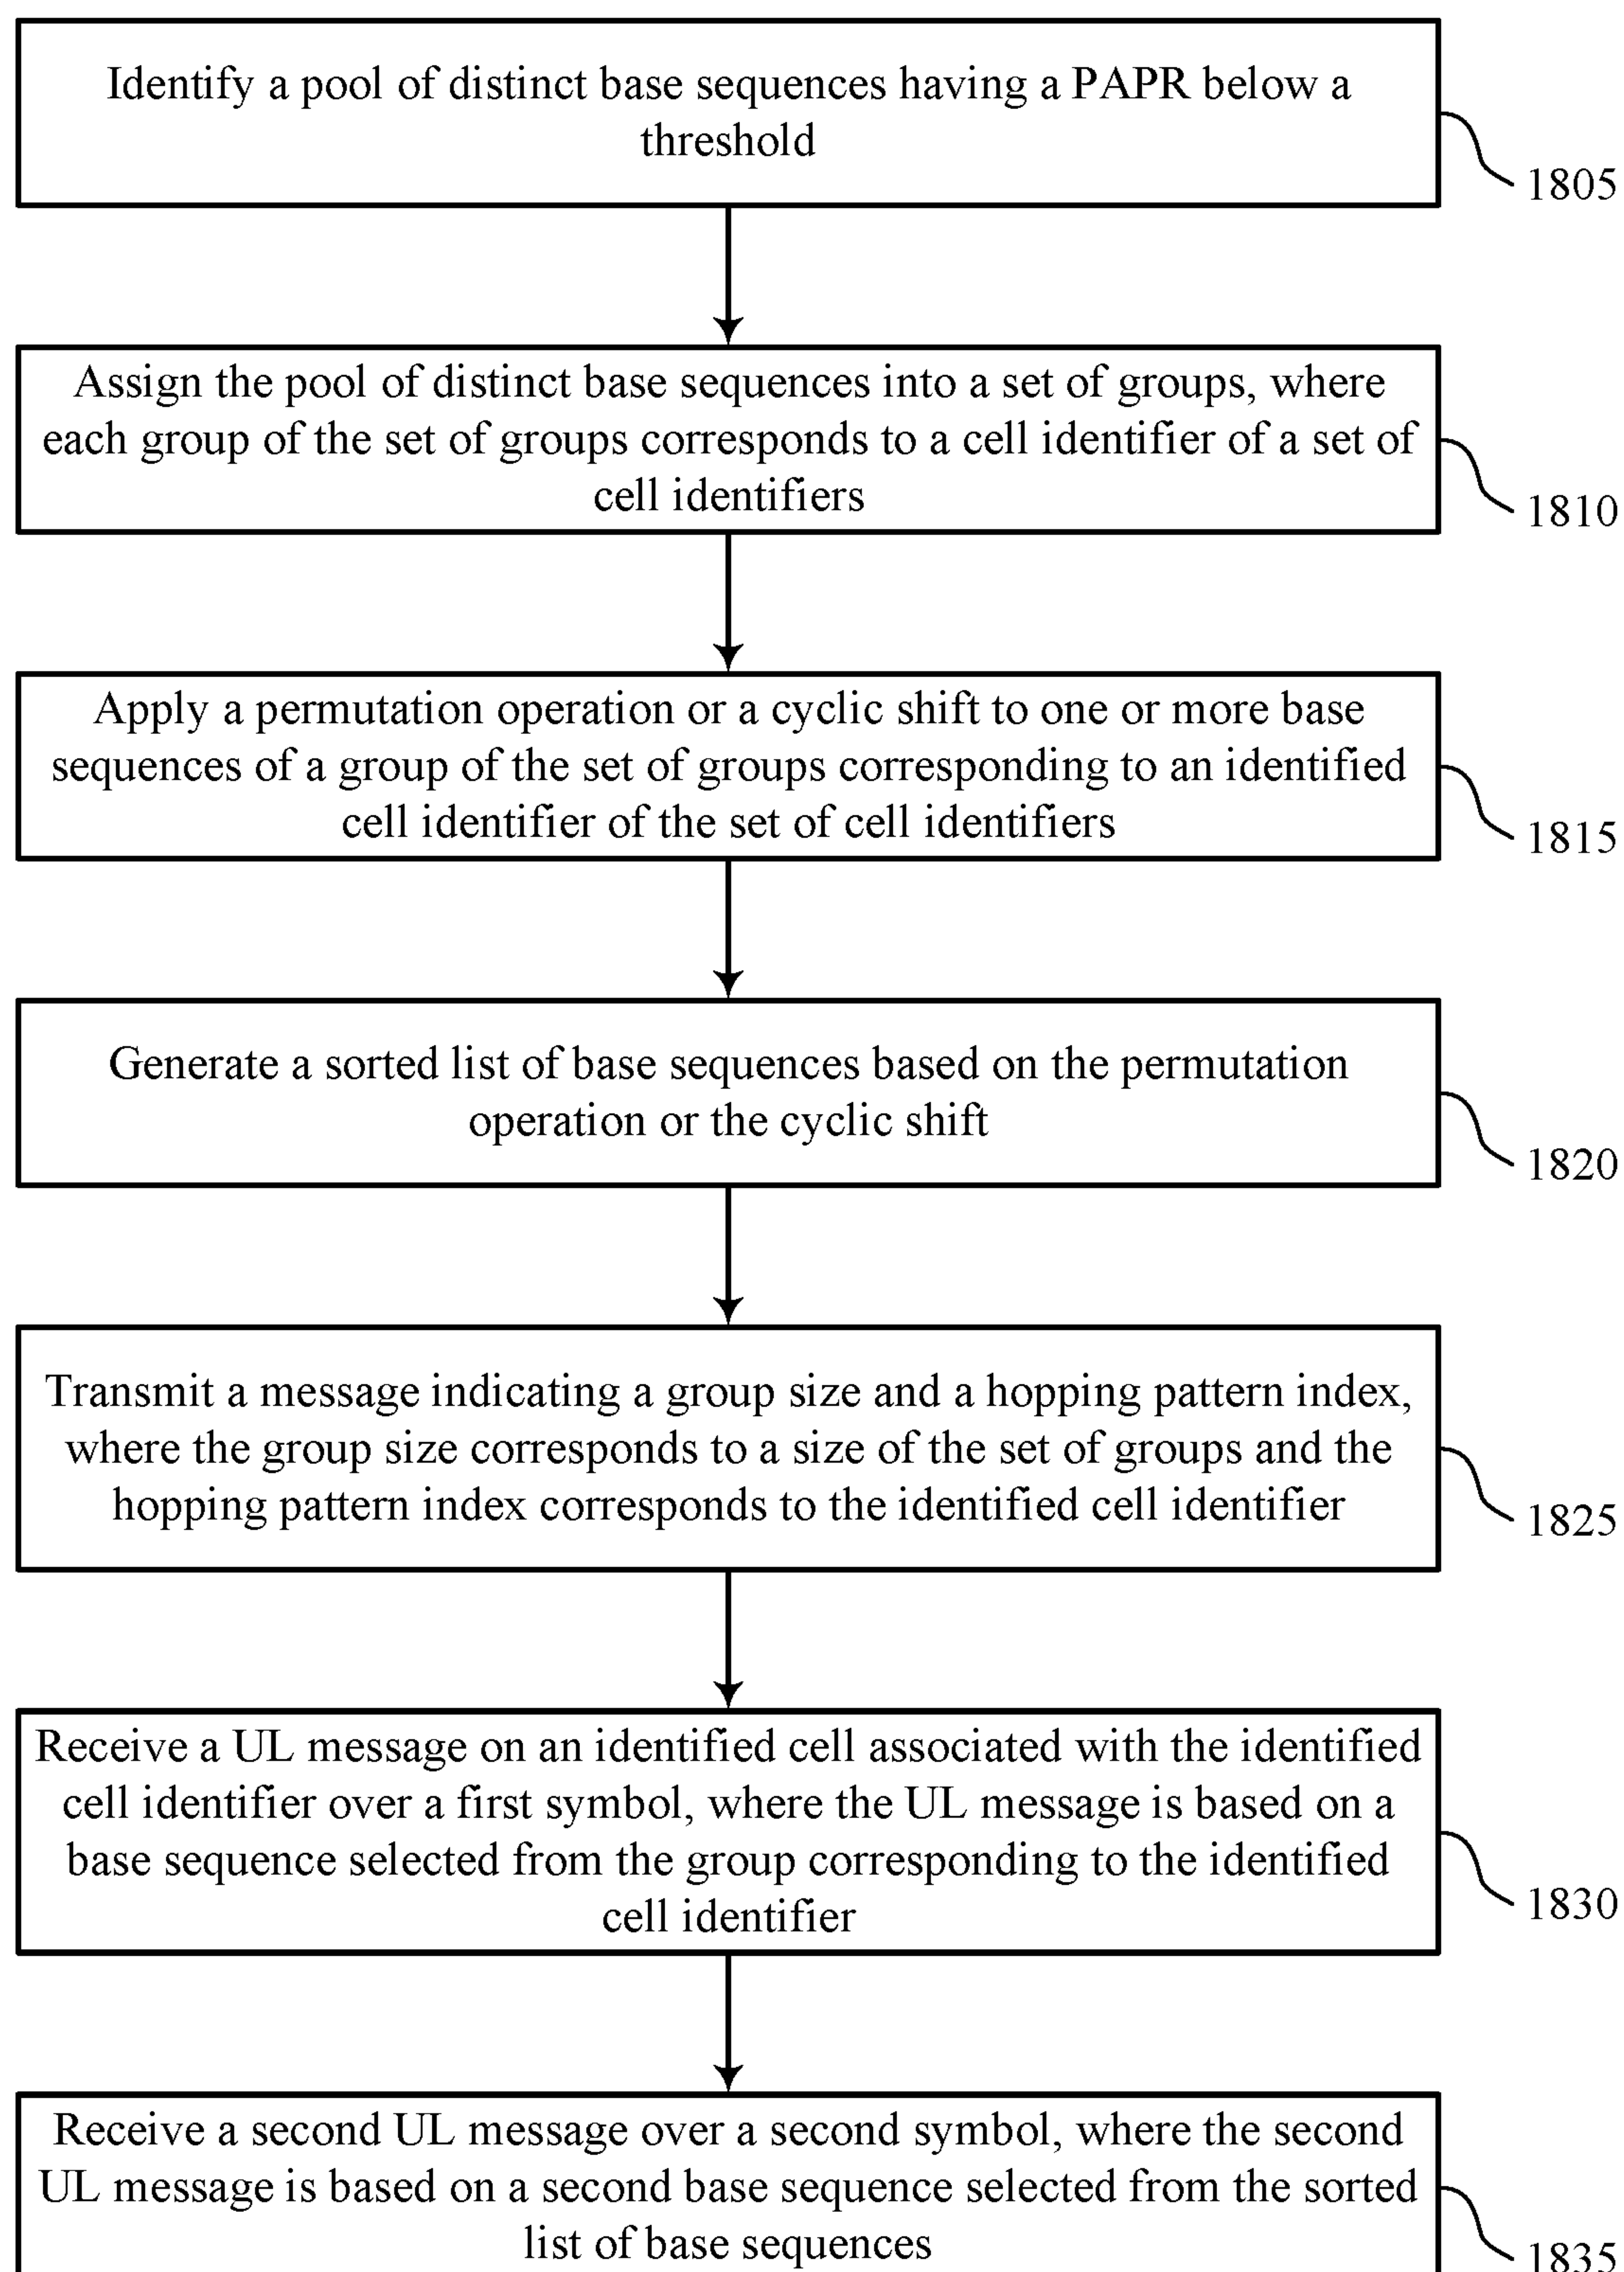 Identify a pool of distinct base sequences having a PAPR below a
threshold
1805
Assign the pool of distinct base sequences into a set of groups, where
each group of the set of groups corresponds to a cell identifier of a set of
cell identifiers
1810
Apply a permutation operation or a cyclic shift to one or more base
sequences of a group of the set of groups corresponding to an identified
cell identifier of the set of cell identifiers
1815
Generate a sorted list of base sequences based on the permutation
operation or the cyclic shift
1820
Transmit a message indicating a group size and a hopping pattern index,
where the group size corresponds to a size of the set of groups and the
hopping pattern index corresponds to the identified cell identifier
1825
Receive a UL message on an identified cell associated with the identified
cell identifier over a first symbol, where the UL message is based on a
base sequence selected from the group corresponding to the identified
cell identifier
1830
Receive a second UL message over a second symbol, where the second
UL message is based on a second base sequence selected from the sorted
list of base sequences
1835